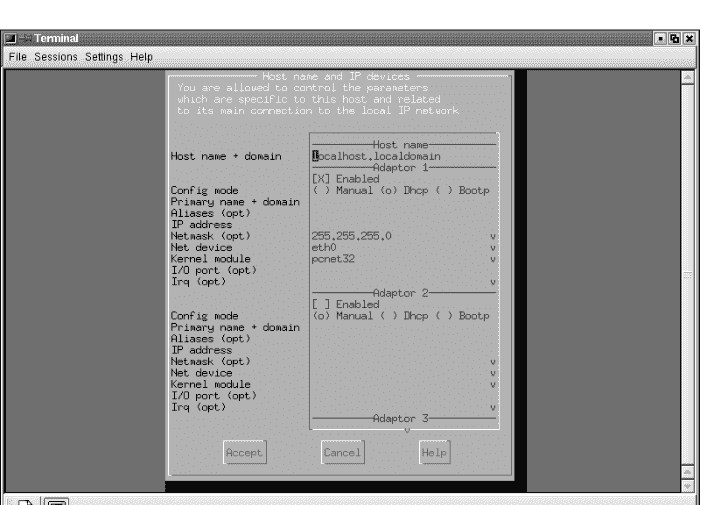 Terminal
File Sessions Settings Help
Host name and IP devices
You are allowed to control the parameters
which are specific to this host and related
to its main connection to the local IP network
Host name
Host name + domain localhost.localdomain
Adaptor 1
[X] Enabled
Config mode ( ) Manual (o) Dhcp ( ) Bootp
Primary name + domain
Aliases (opt)
IP address
Netmask (opt) 255.255.255.0 v
Net device eth0 v
Kernel module pcnet32 v
I/O port (opt)
Irq (opt) v
Adaptor 2
[ ] Enabled
Config mode (o) Manual ( ) Dhcp ( ) Bootp
Primary name + domain
Aliases (opt)
IP address
Netmask (opt) v
Net device v
Kernel module v
I/O port (opt)
Irq (opt) v
Adaptor 3
v
Accept Cancel Help